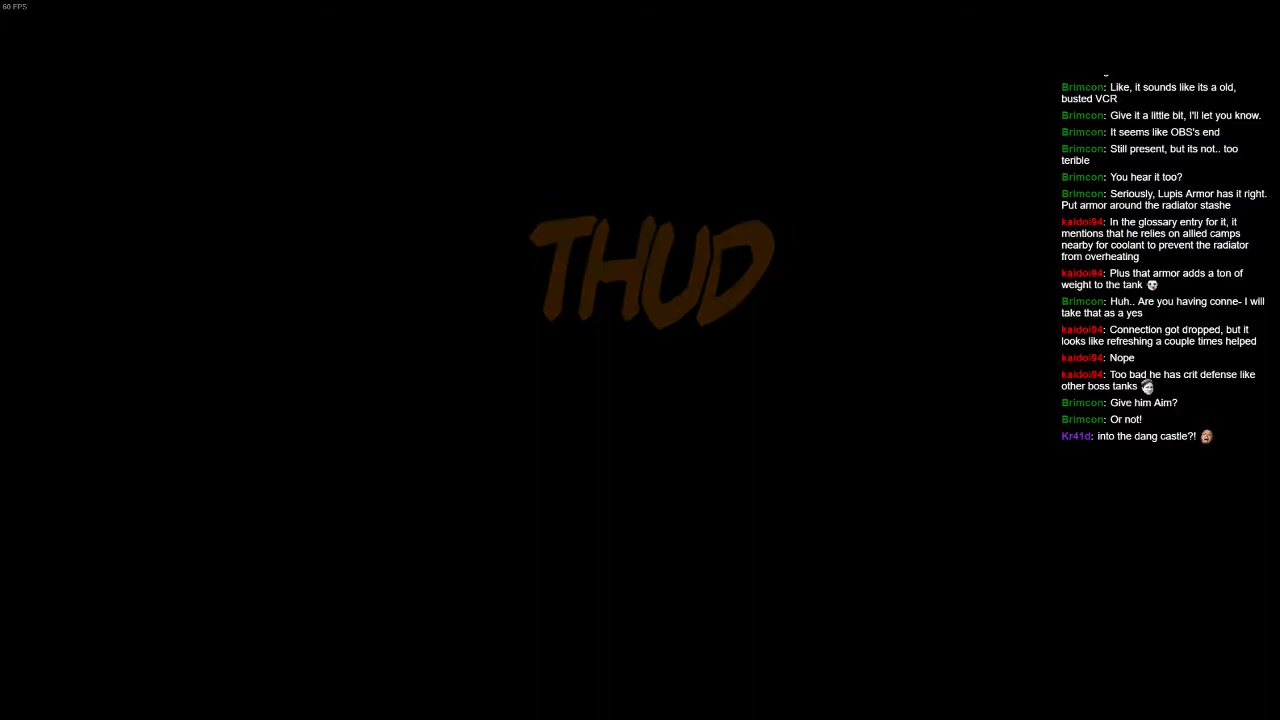 60 FPS
THUD
Brimcon: Like, it sounds like its a old,
busted VCR
Brimcon: Give it a little bit, I'll let you know.
Brimcon: It seems like OBS's end
Brimcon: Still present, but its not.. too
terible
Brimcon: You hear it too?
Brimcon: Seriously, Lupis Armor has it right.
Put armor around the radiator stashe
kaidoi94: In the glossary entry for it, it
mentions that he relies on allied camps
nearby for coolant to prevent the radiator
from overheating
kaidoi94: Plus that armor adds a ton of
weight to the tank
Brimcon: Huh.. Are you having conne- I will
take that as a yes
kaidoi94: Connection got dropped, but it
looks like refreshing a couple times helped
kaidoi94: Nope
kaidoi94: Too bad he has crit defense like
other boss tanks
Brimcon: Give him Aim?
Brimcon: Or not!
Kr41d: into the dang castle?!